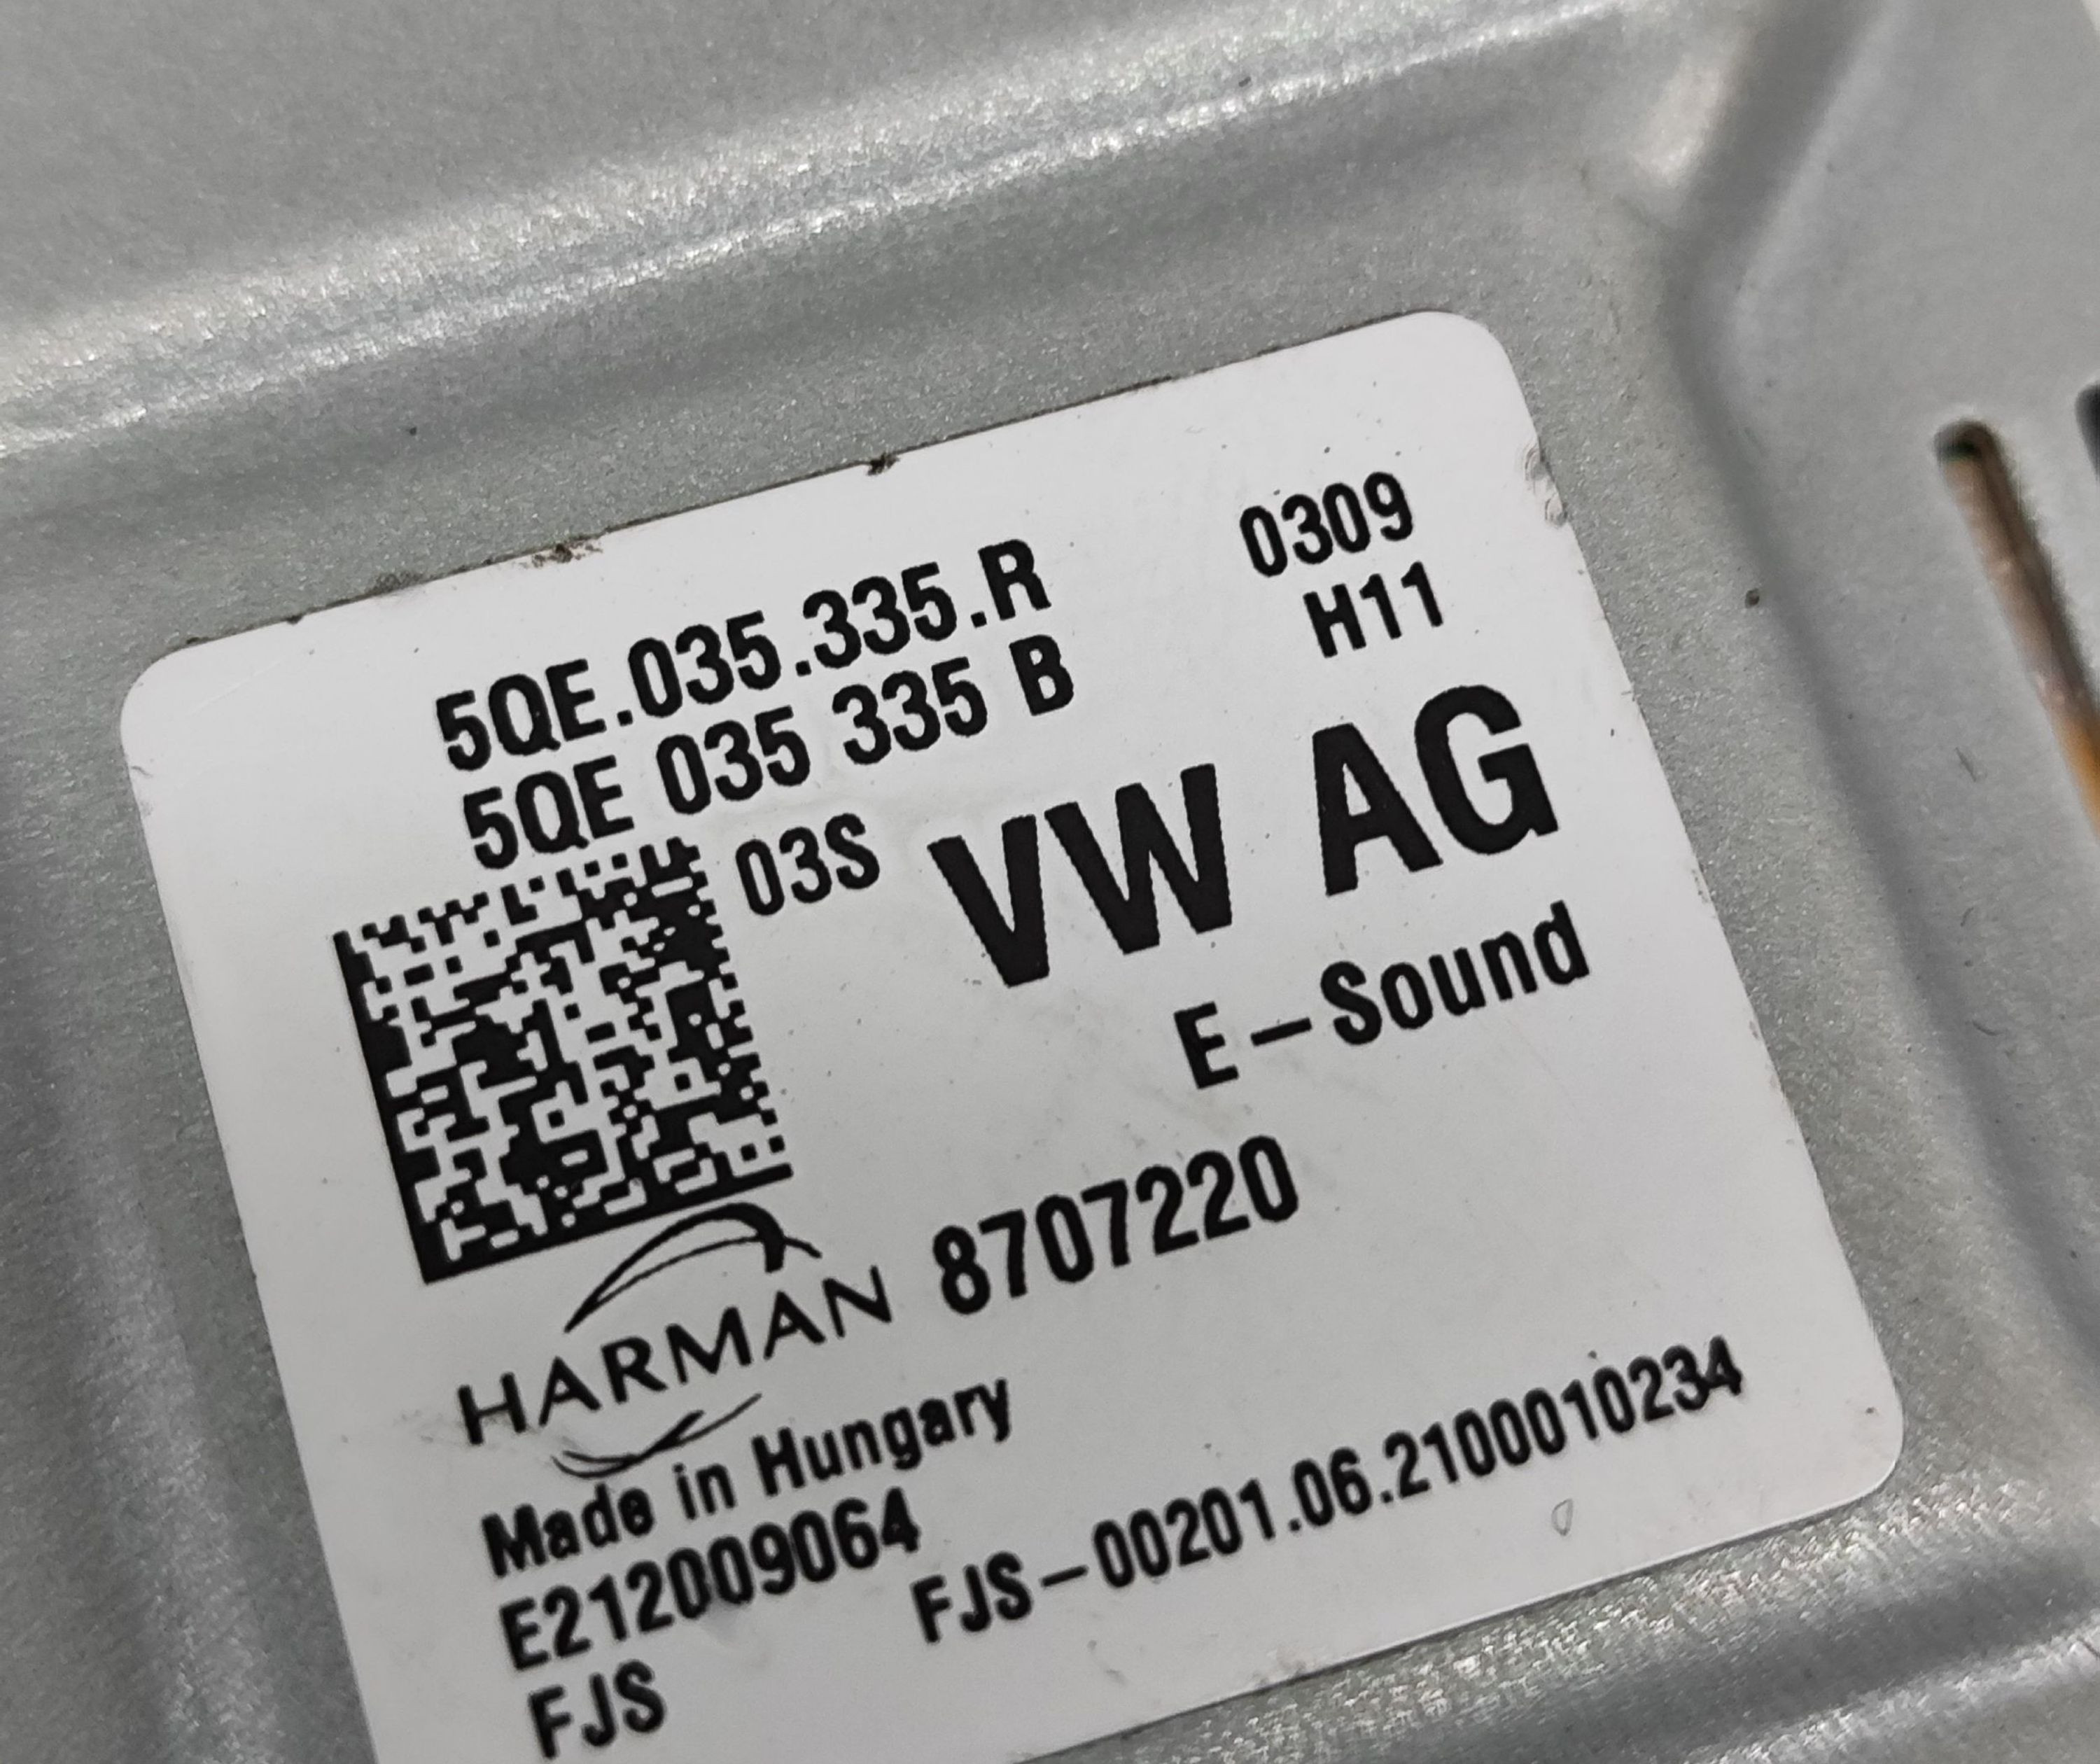 5QE.035.335.R 0309
5QE 035 335 B H11
03S VW AG
E-Sound
HARMAN 8707220
Made in Hungary
E212009064 FJS-00201.06.2100010234
FJS